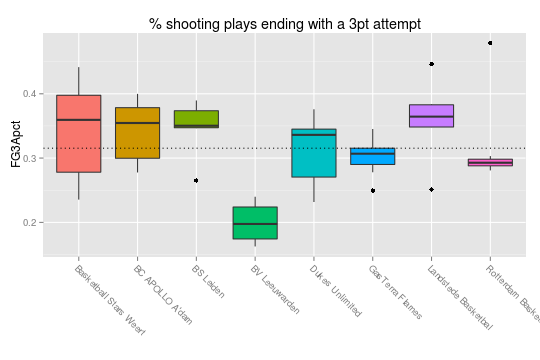 % shooting plays ending with a 3pt attempt
FG3Apct
0.4
0.3
0.2
Basketball Stars Weert
BC APOLLO A'dam
BS Leiden
BV Leeuwarden
Dukes Unlimited
GasTerra Flames
Landstede Basketbal
Rotterdam Baske